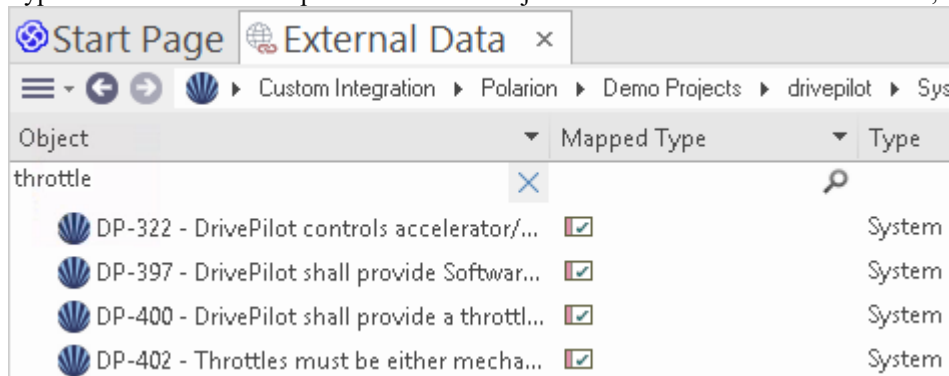 Start Page External Data ×
Custom Integration Polarion Demo Projects drivepilot Sys
Object Mapped Type Type
throttle
DP-322 - DrivePilot controls accelerator/... System
DP-397 - DrivePilot shall provide Softwar... System
DP-400 - DrivePilot shall provide a throttl... System
DP-402 - Throttles must be either mecha... System